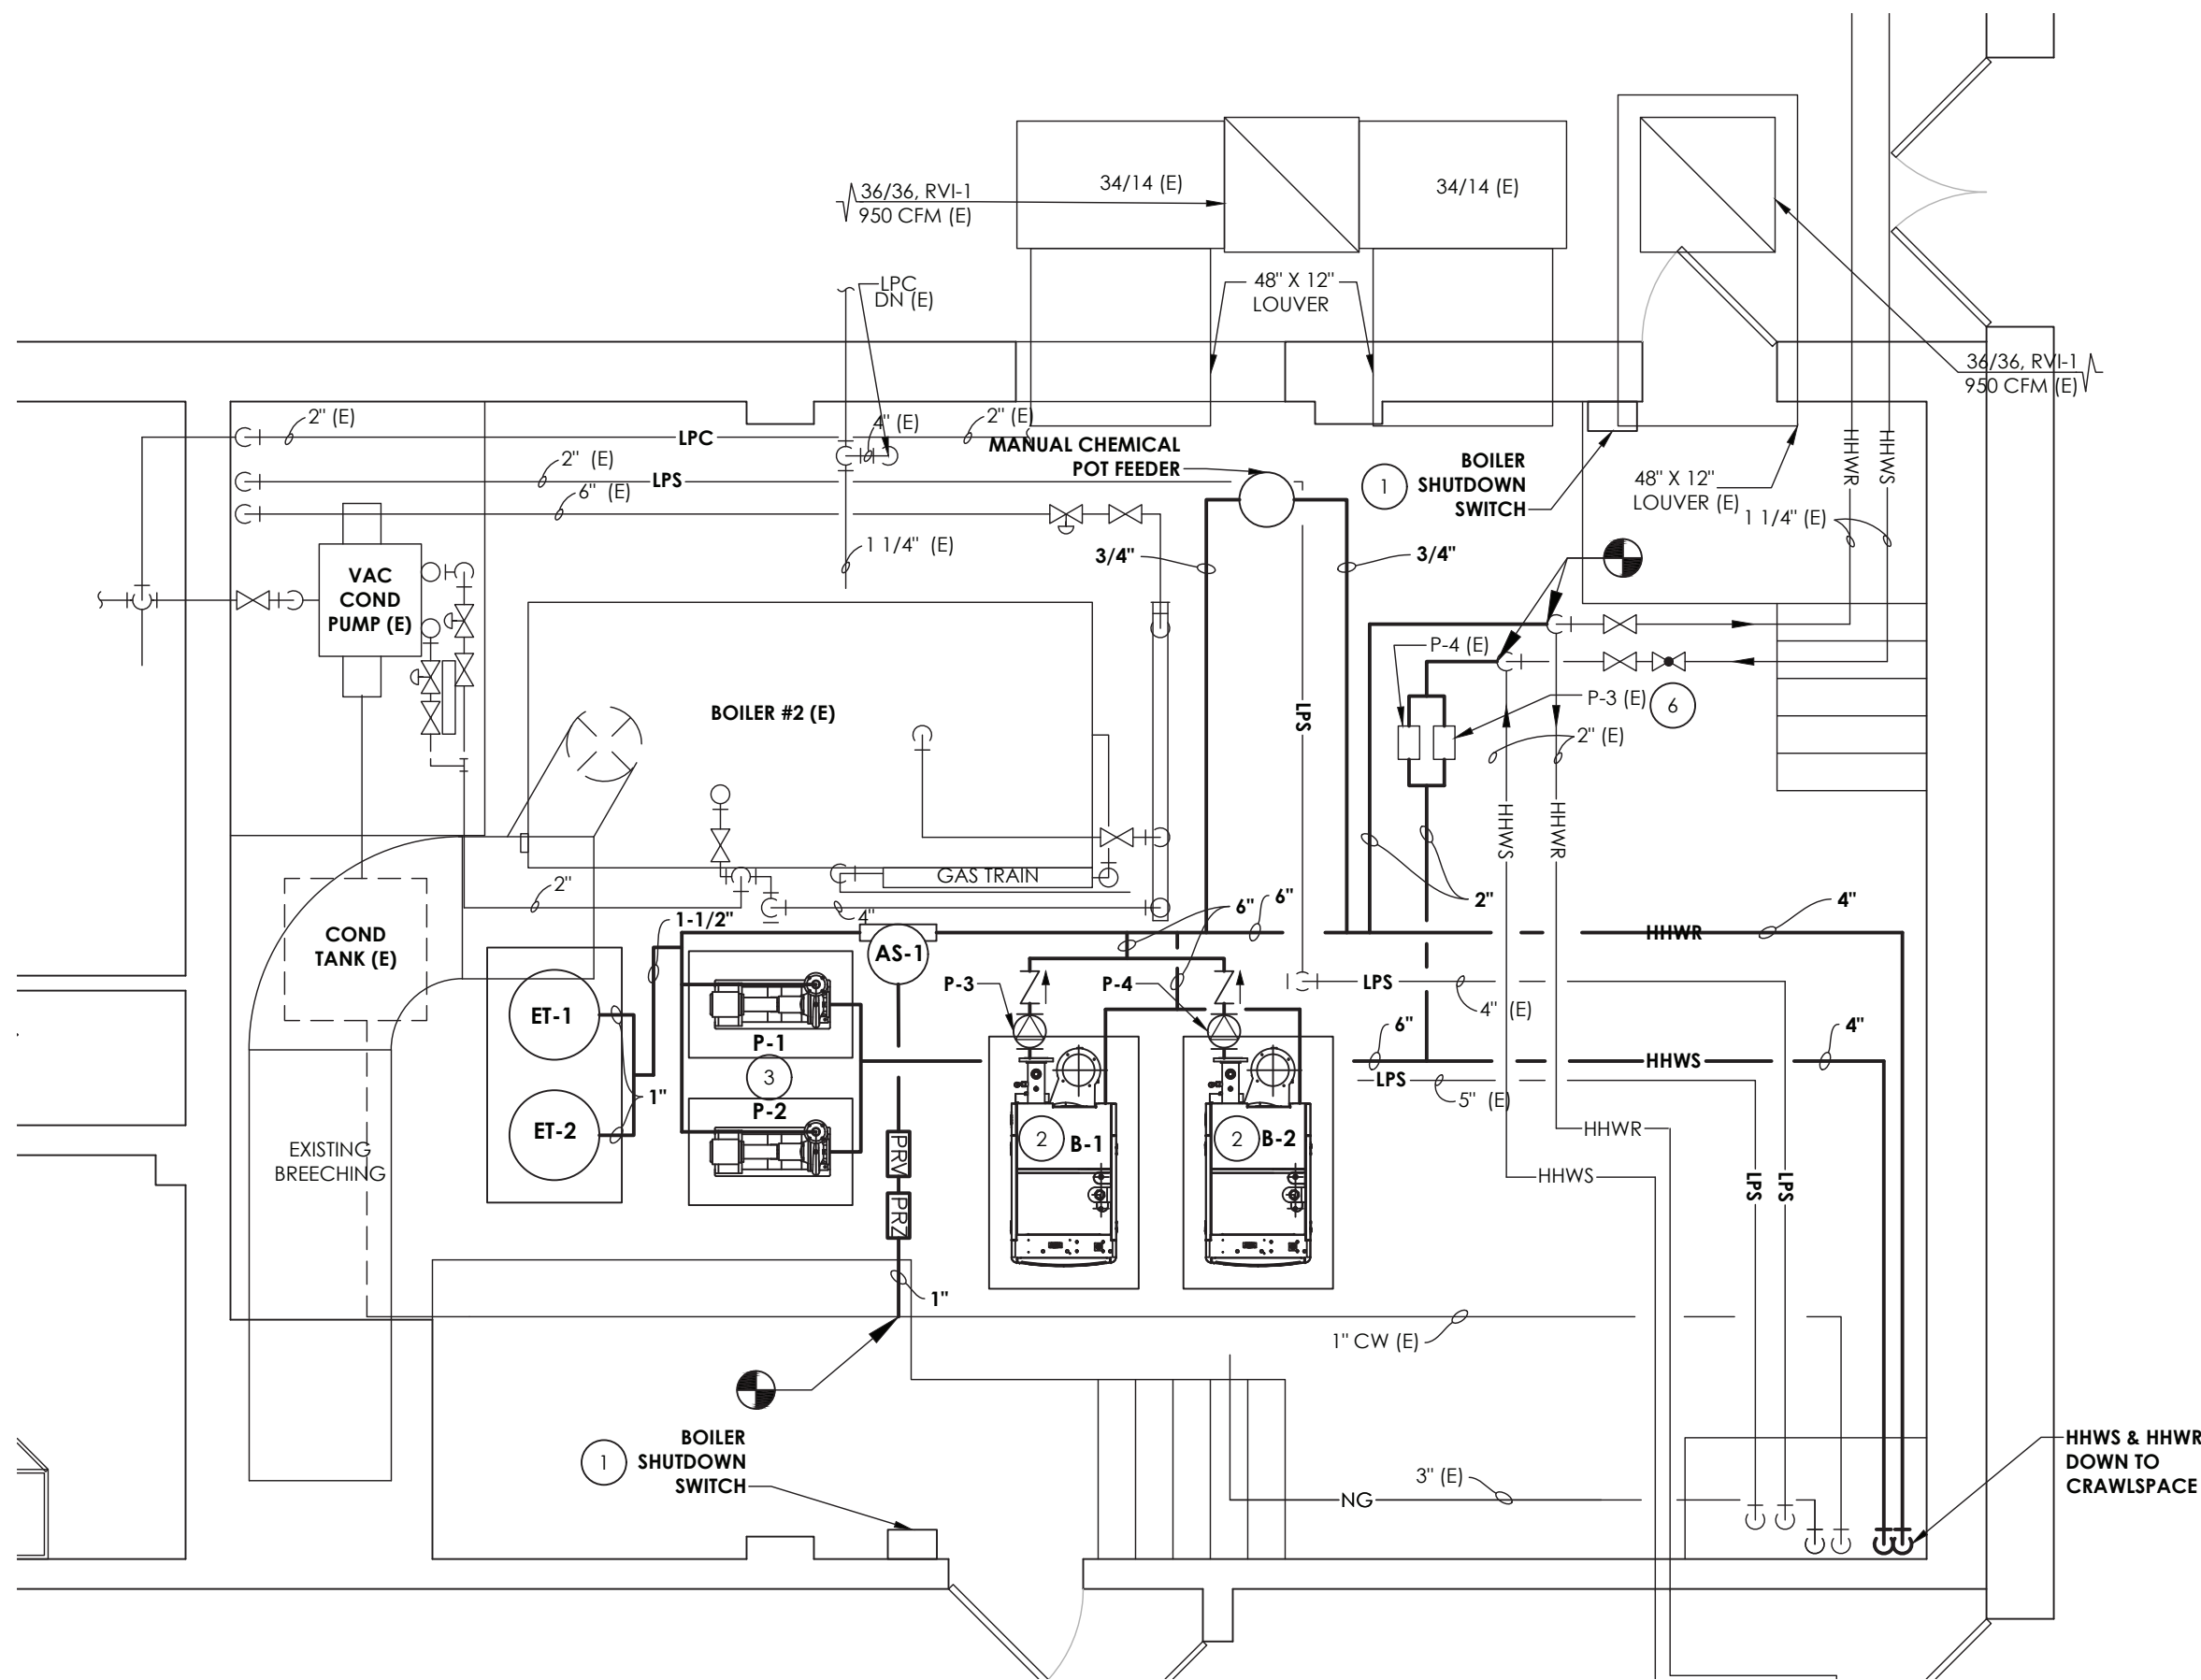 36/36, RVI-1
950 CFM (E)
34/14 (E)
34/14 (E)
LPC
DN (E)
48" X 12"
LOUVER
36/36, RVI-1
950 CFM (E)
2" (E)
LPC
4" (E)
2" (E)
MANUAL CHEMICAL
POT FEEDER
2" (E)
LPS
6" (E)
1
BOILER
SHUTDOWN
SWITCH
48" X 12"
LOUVER (E)
1 1/4" (E)
HHWR
HHWS
1 1/4" (E)
3/4"
3/4"
VAC
COND
PUMP (E)
P-4 (E)
P-3 (E)
6
2" (E)
BOILER #2 (E)
LPS
HHWS
HHWR
GAS TRAIN
2"
4"
2"
1-1/2"
6"
6"
4"
COND
TANK (E)
AS-1
HHWR
P-3
P-4
LPS
4" (E)
ET-1
P-1
6"
HHWS
4"
3
LPS
5" (E)
1"
P-2
ET-2
2
B-1
2
B-2
HHWR
EXISTING
BREECHING
PRV
HHWS
LPS
LPS
PRZ
1"
1" CW (E)
1
BOILER
SHUTDOWN
SWITCH
3" (E)
NG
HHWS & HHWR
DOWN TO
CRAWLSPACE